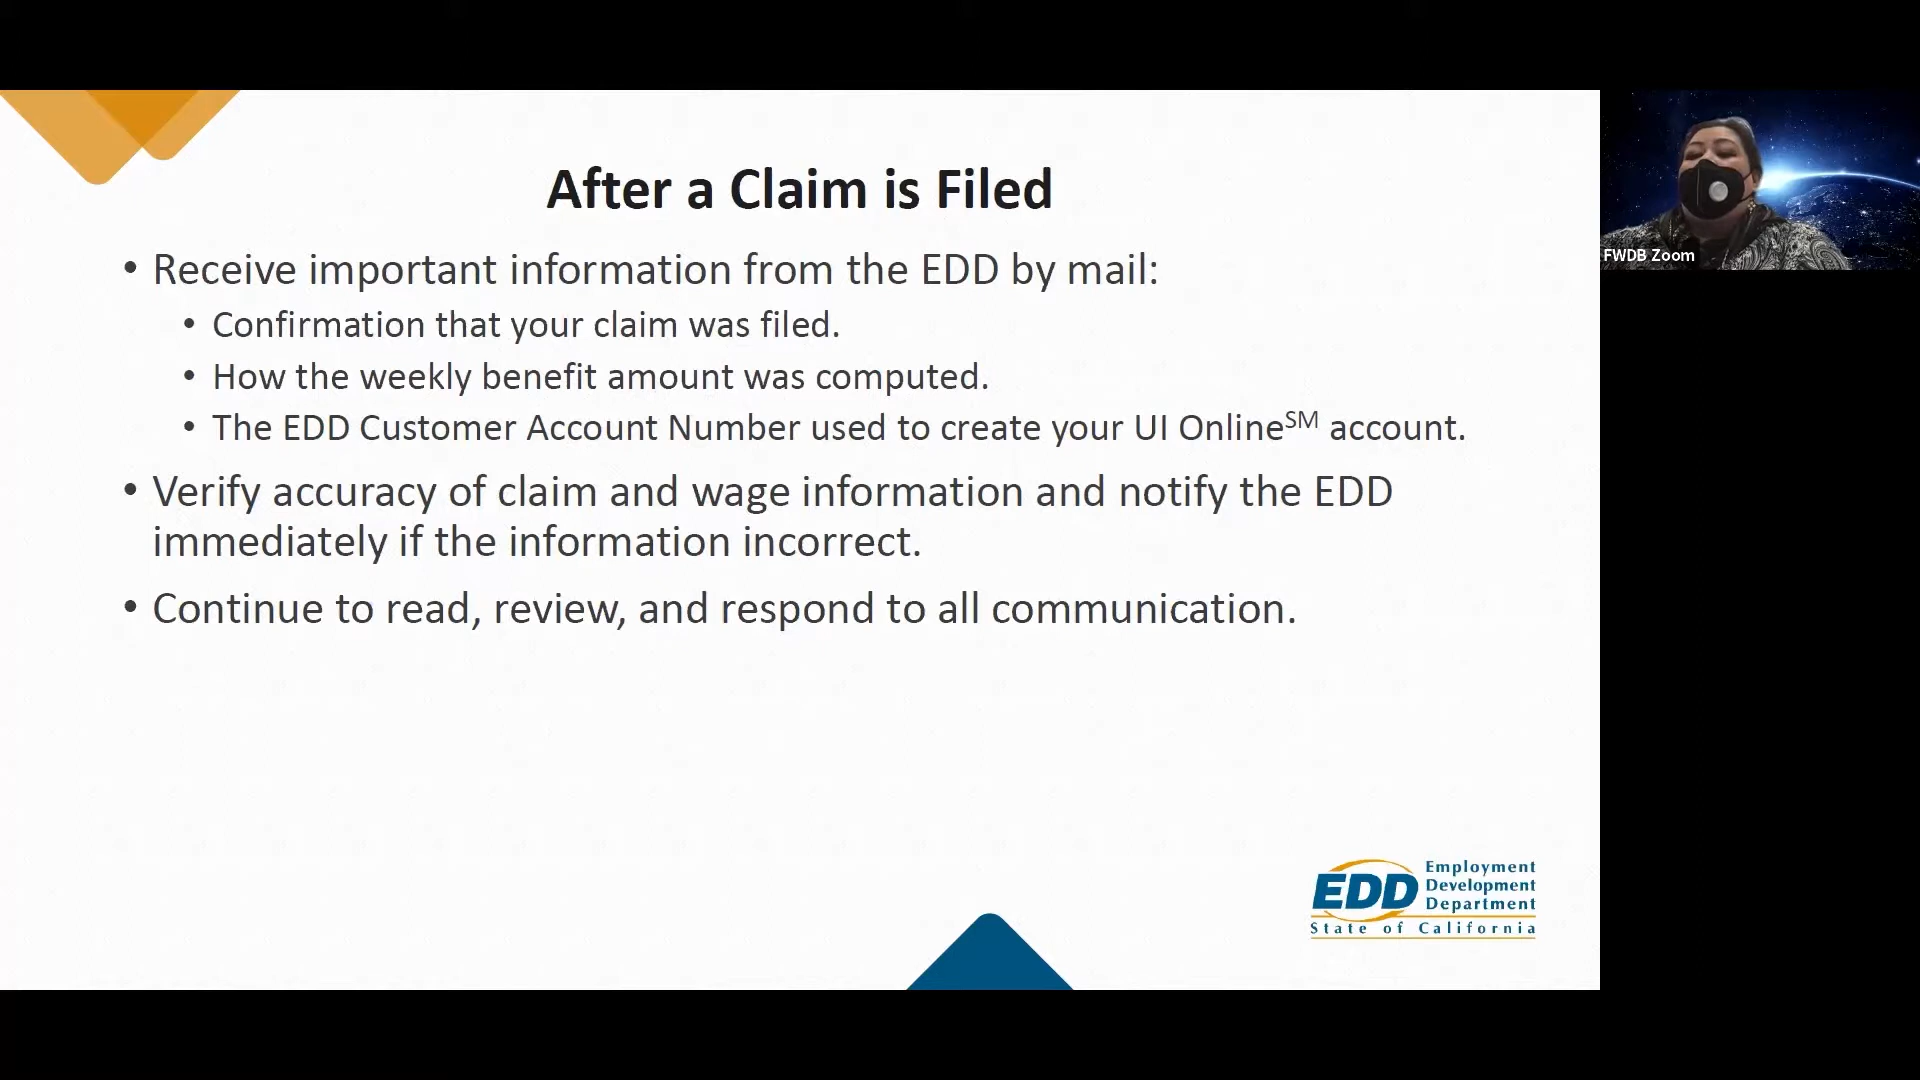 After a Claim is Filed
• Receive important information from the EDD by mail:
• Confirmation that your claim was filed.
• How the weekly benefit amount was computed.
• The EDD Customer Account Number used to create your UI Online℠ account.
• Verify accuracy of claim and wage information and notify the EDD
immediately if the information incorrect.
• Continue to read, review, and respond to all communication.
FWDB Zoom
EDD
Employment
Development
Department
State of California